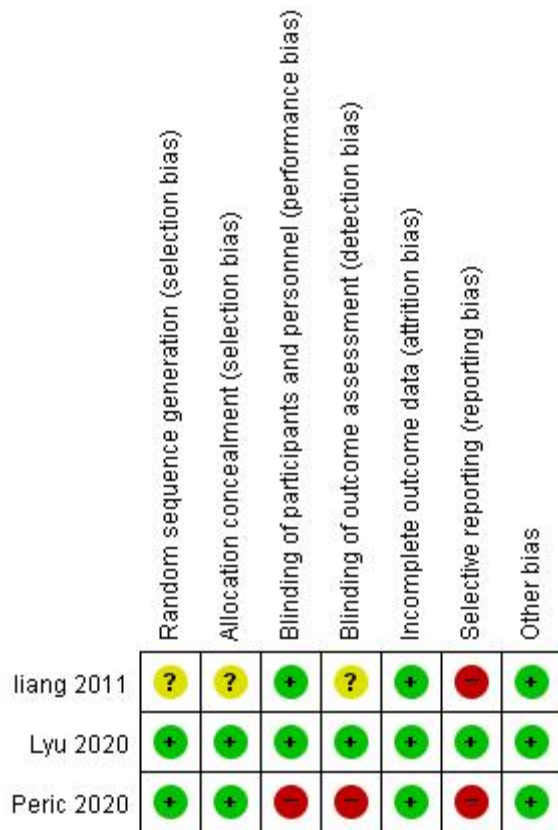 Random sequence generation (selection bias)
Allocation concealment (selection bias)
Blinding of participants and personnel (performance bias)
Blinding of outcome assessment (detection bias)
Incomplete outcome data (attrition bias)
Selective reporting (reporting bias)
Other bias
liang 2011 ? ? + ? + − +
Lyu 2020 + + + + + + +
Peric 2020 + + − − + − +